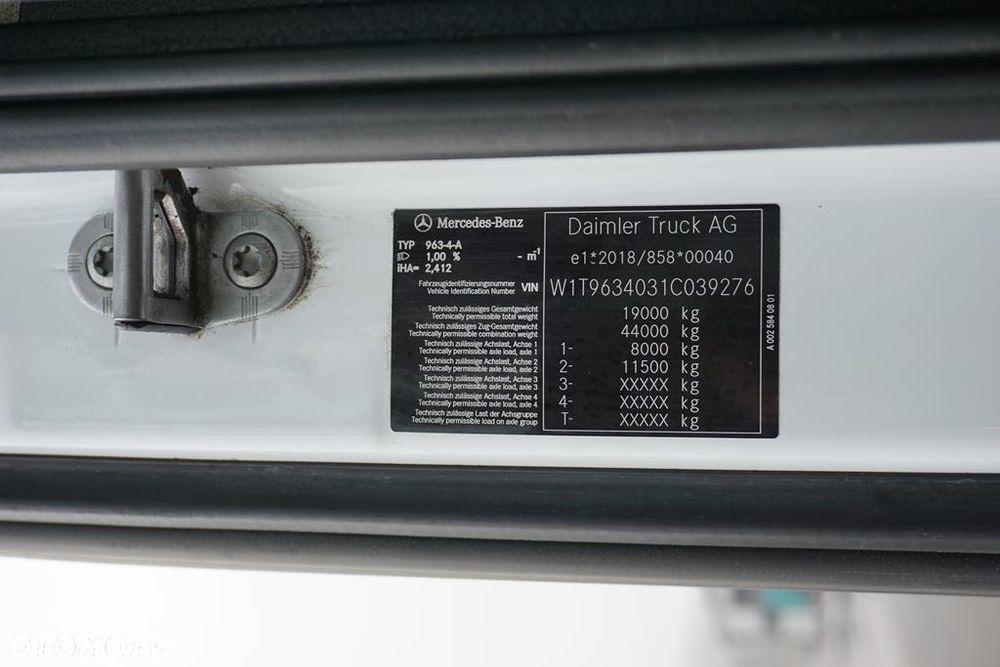 Mercedes-Benz
TYP 963-4-A
1,00 % - m⁻¹
iHA= 2,412
Fahrzeugidentifizierungsnummer
Vehicle Identification Number VIN
Technisch zulässiges Gesamtgewicht
Technically permissible total weight
Technisch zulässiges Zug-Gesamtgewicht
Technically permissible combination weight
Technisch zulässige Achslast, Achse 1
Technically permissible axle load, axle 1
Technisch zulässige Achslast, Achse 2
Technically permissible axle load, axle 2
Technisch zulässige Achslast, Achse 3
Technically permissible axle load, axle 3
Technisch zulässige Achslast, Achse 4
Technically permissible axle load, axle 4
Technisch zulässige Last der Achsgruppe
Technically permissible load on axle group
Daimler Truck AG
e1*2018/858*00040
W1T9634031C039276
19000 kg
44000 kg
1- 8000 kg
2- 11500 kg
3- XXXXX kg
4- XXXXX kg
T- XXXXX kg
A 002 584 08 01
OTOMOTO